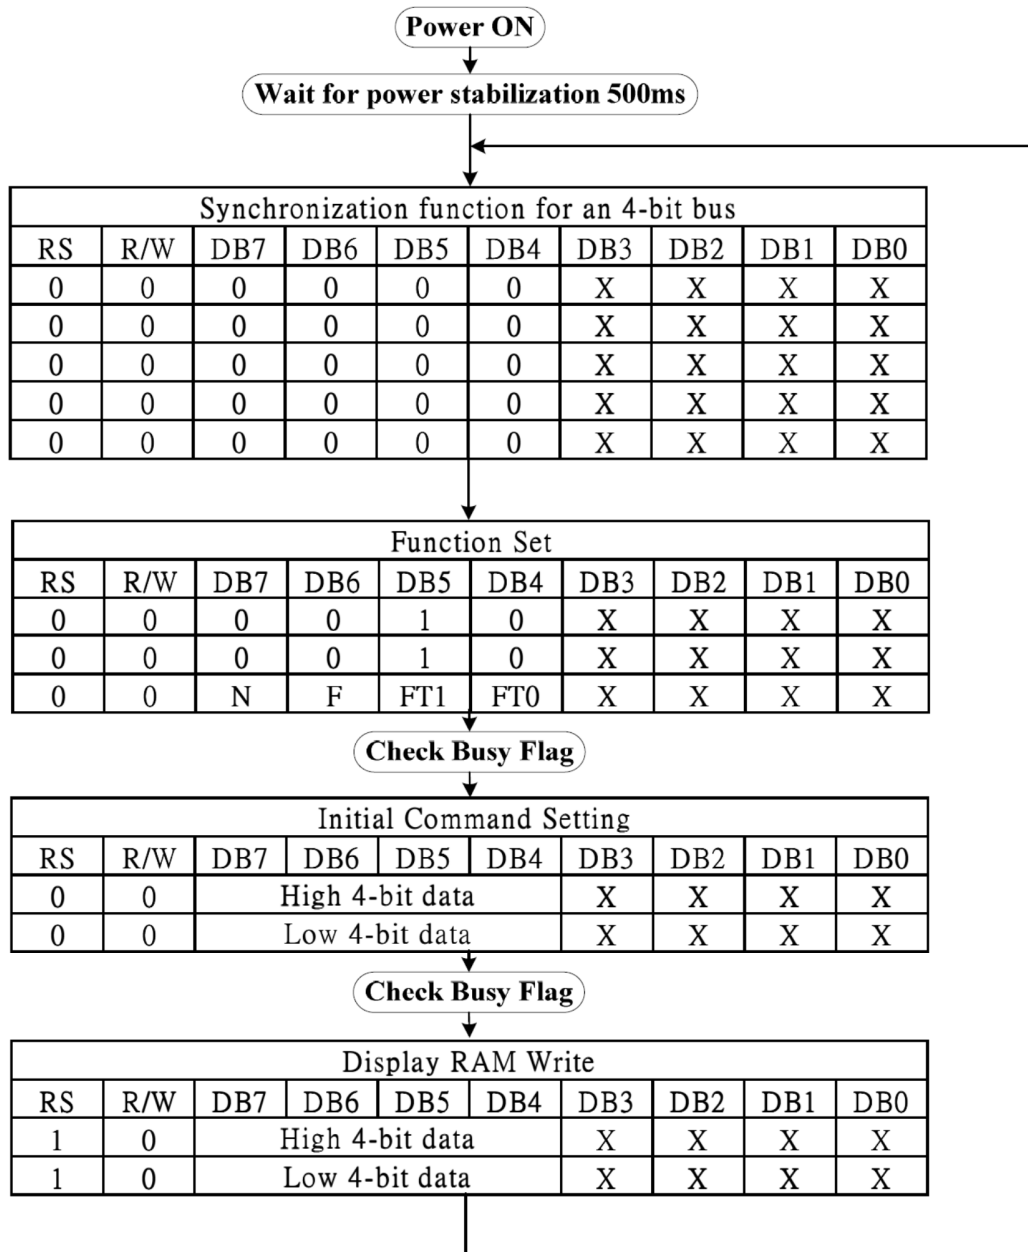 Power ON
Wait for power stabilization 500ms
Synchronization function for an 4-bit bus
RS R/W DB7 DB6 DB5 DB4 DB3 DB2 DB1 DB0
0 0 0 0 0 0 X X X X
0 0 0 0 0 0 X X X X
0 0 0 0 0 0 X X X X
0 0 0 0 0 0 X X X X
0 0 0 0 0 0 X X X X
Function Set
RS R/W DB7 DB6 DB5 DB4 DB3 DB2 DB1 DB0
0 0 0 0 1 0 X X X X
0 0 0 0 1 0 X X X X
0 0 N F FT1 FT0 X X X X
Check Busy Flag
Initial Command Setting
RS R/W DB7 DB6 DB5 DB4 DB3 DB2 DB1 DB0
0 0 High 4-bit data X X X X
0 0 Low 4-bit data X X X X
Check Busy Flag
Display RAM Write
RS R/W DB7 DB6 DB5 DB4 DB3 DB2 DB1 DB0
1 0 High 4-bit data X X X X
1 0 Low 4-bit data X X X X